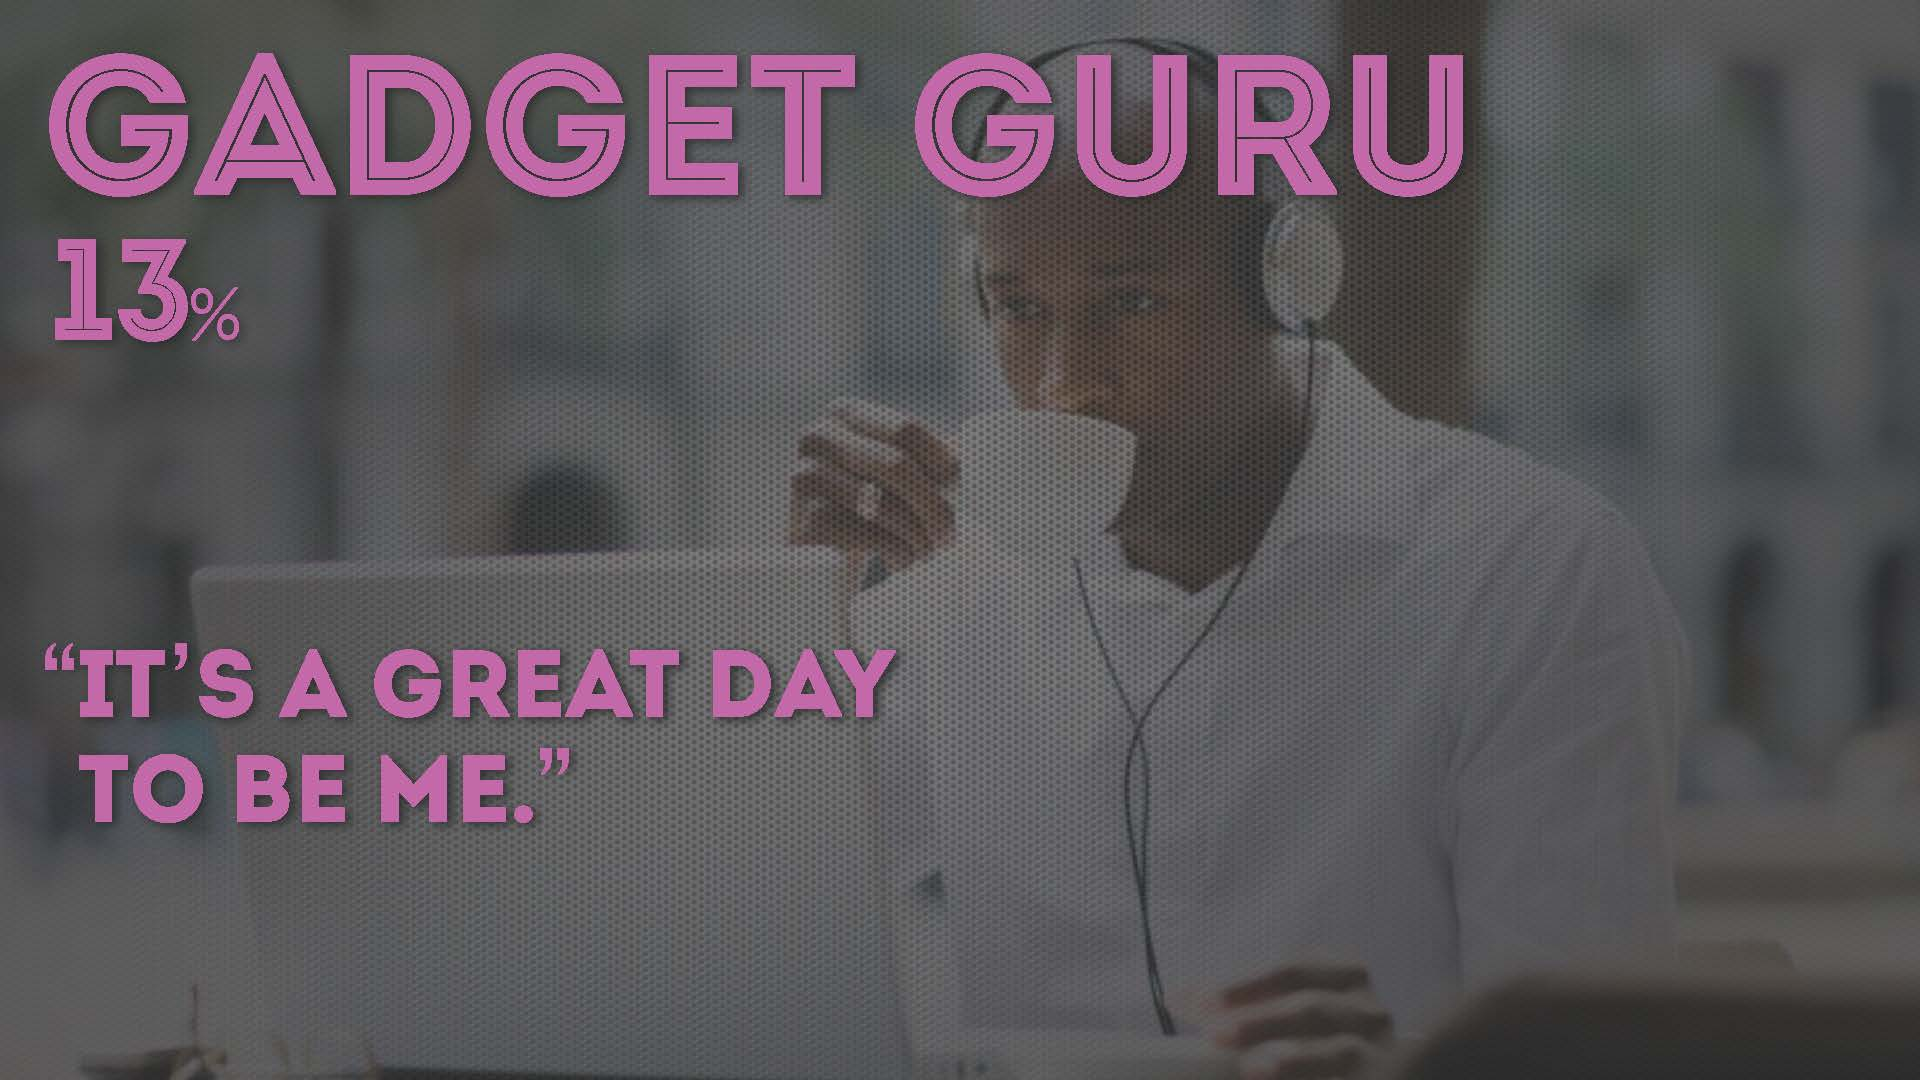 GADGET GURU
13%
“IT’S A GREAT DAY
TO BE ME.”